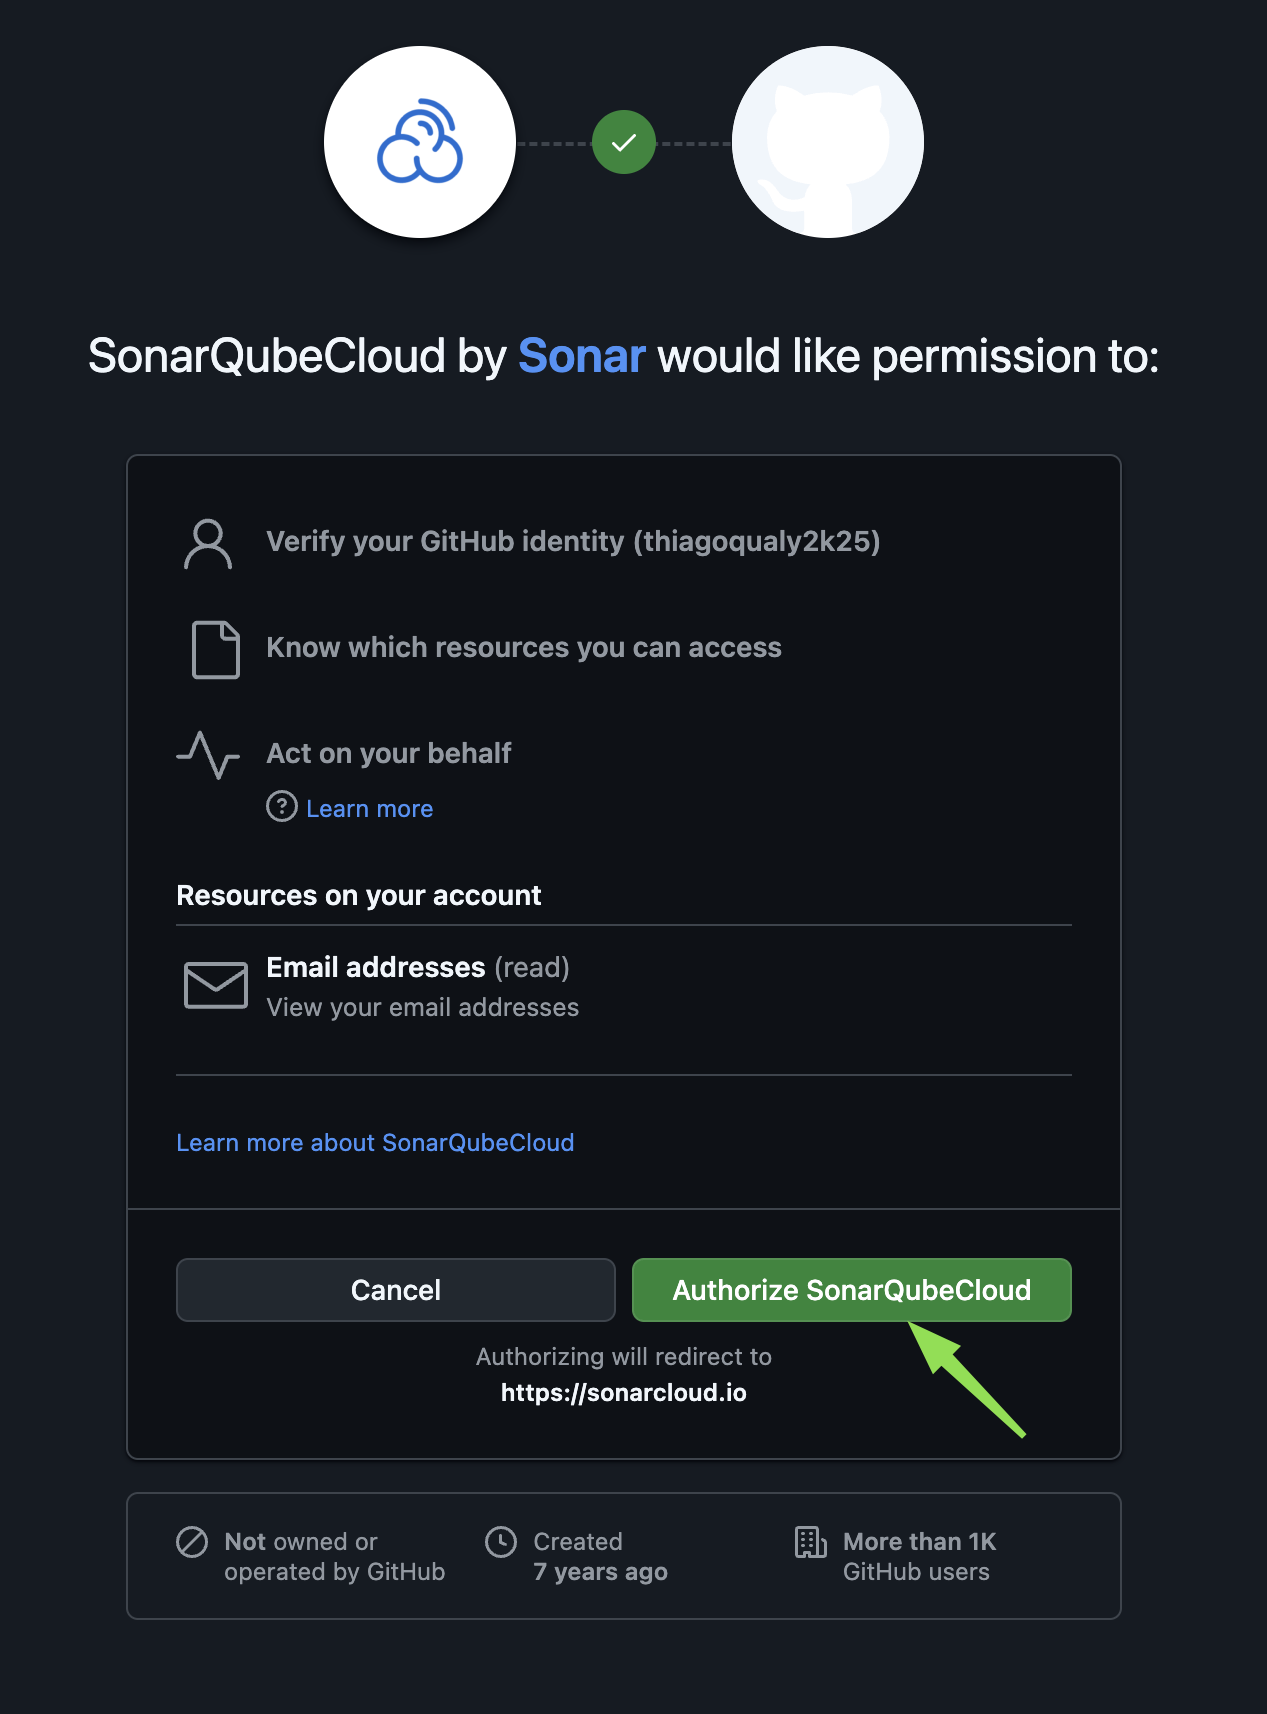 SonarQubeCloud by Sonar would like permission to:
Verify your GitHub identity (thiagoqualy2k25)
Know which resources you can access
Act on your behalf
Learn more
Resources on your account
Email addresses (read)
View your email addresses
Learn more about SonarQubeCloud
Cancel
Authorize SonarQubeCloud
Authorizing will redirect to
https://sonarcloud.io
Not owned or
operated by GitHub
Created
7 years ago
More than 1K
GitHub users